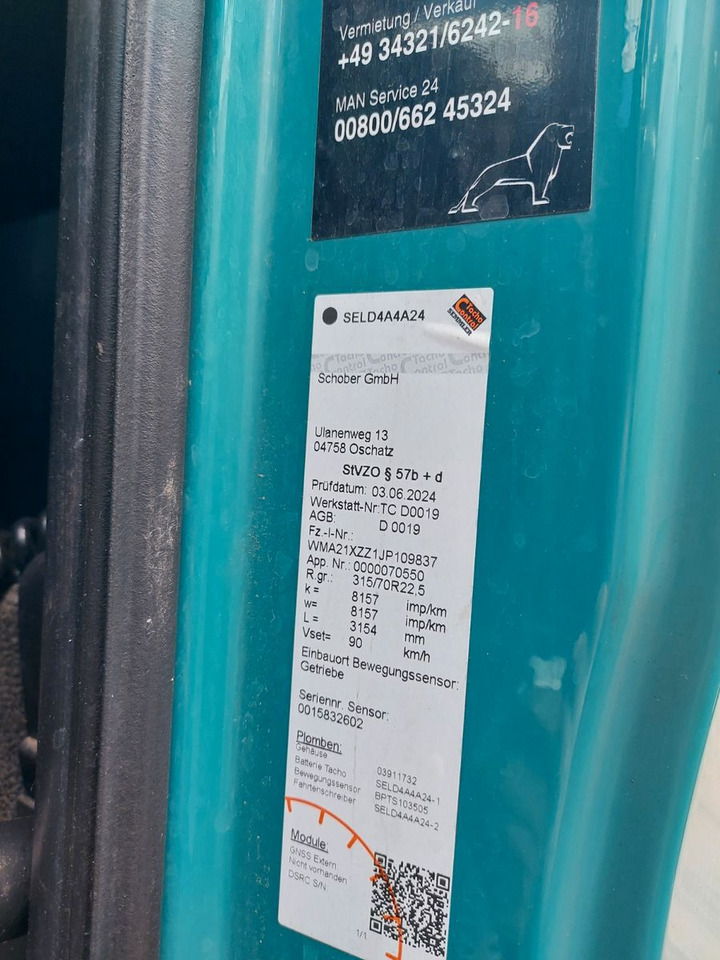 Vermietung / Verkauf
+49 34321/6242-16
MAN Service 24
00800/662 45324
SELD4A4A24
Tacho
Control
SCHOBER
Schober GmbH
Ulanenweg 13
04758 Oschatz
StVZO § 57b + d
Prüfdatum: 03.06.2024
Werkstatt-Nr:TC D0019
AGB: D 0019
Fz.-I-Nr.:
WMA21XZZ1JP109837
App. Nr.: 0000070550
R.gr.: 315/70R22,5
k = 8157 imp/km
w= 8157 imp/km
L = 3154 mm
Vset= 90 km/h
Einbauort Bewegungssensor:
Getriebe
Seriennr. Sensor:
0015832602
Plomben:
Gehäuse 03911732
Batterie Tacho SELD4A4A24-1
Bewegungssensor BPTS103505
Fahrtenschreiber SELD4A4A24-2
Module:
GNSS Extern
Nicht vorhanden
DSRC S/N
1/1